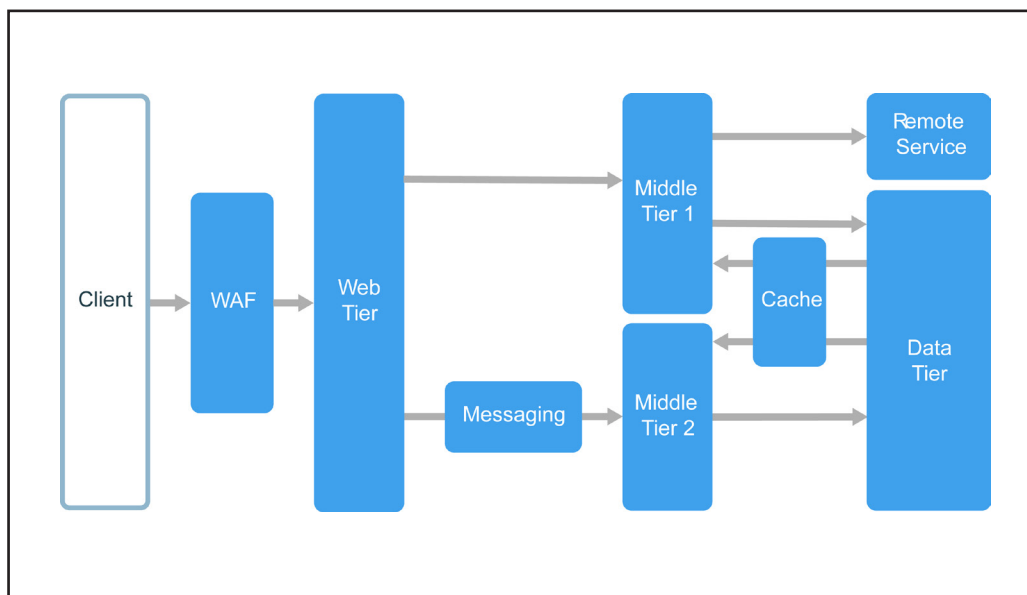 Client
WAF
Web
Tier
Messaging
Middle
Tier 1
Middle
Tier 2
Cache
Remote
Service
Data
Tier